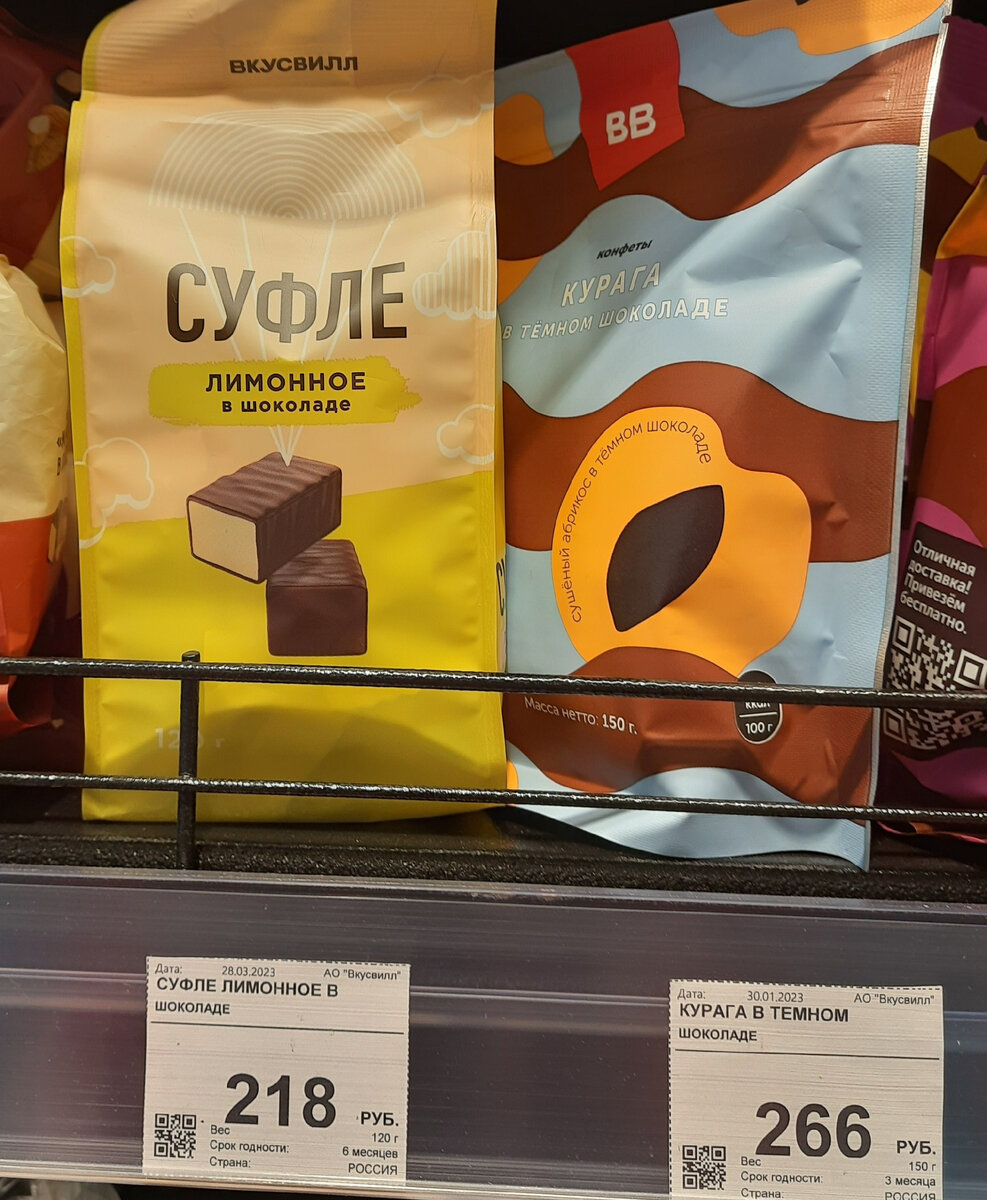 ВКУСВИЛЛ
СУФЛЕ
ЛИМОННОЕ
в шоколаде
ВВ
конфеты
КУРАГА
В ТЁМНОМ ШОКОЛАДЕ
сушёный абрикос в тёмном шоколаде
Масса нетто: 150 г.
ккал
100 г
Отличная
доставка!
Привезём
бесплатно.
Дата: 28.03.2023 АО "Вкусвилл"
СУФЛЕ ЛИМОННОЕ В
ШОКОЛАДЕ
218 РУБ.
Вес 120 г
Срок годности: 6 месяцев
Страна: РОССИЯ
Дата: 30.01.2023 АО "Вкусвилл"
КУРАГА В ТЕМНОМ
ШОКОЛАДЕ
266 РУБ.
Вес 150 г
Срок годности: 3 месяца
Страна: РОССИЯ